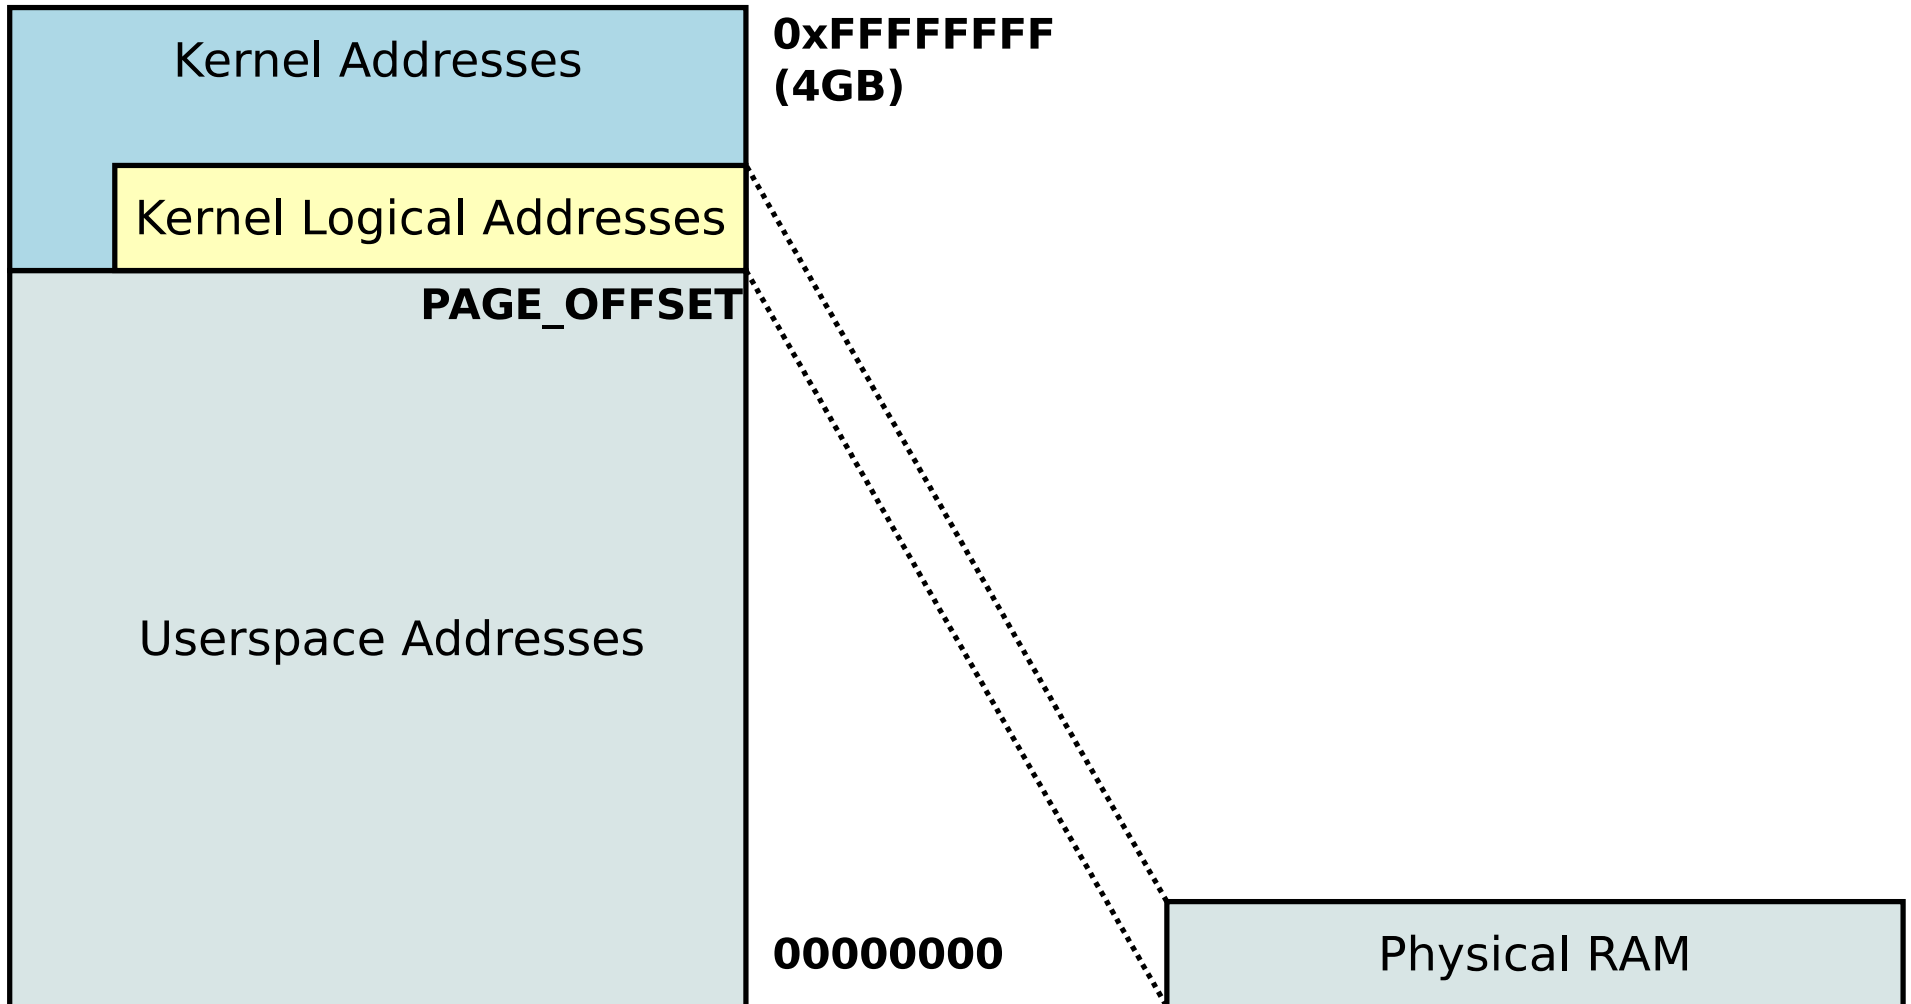 Kernel Addresses
0xFFFFFFFF
(4GB)
Kernel Logical Addresses
PAGE_OFFSET
Userspace Addresses
00000000
Physical RAM